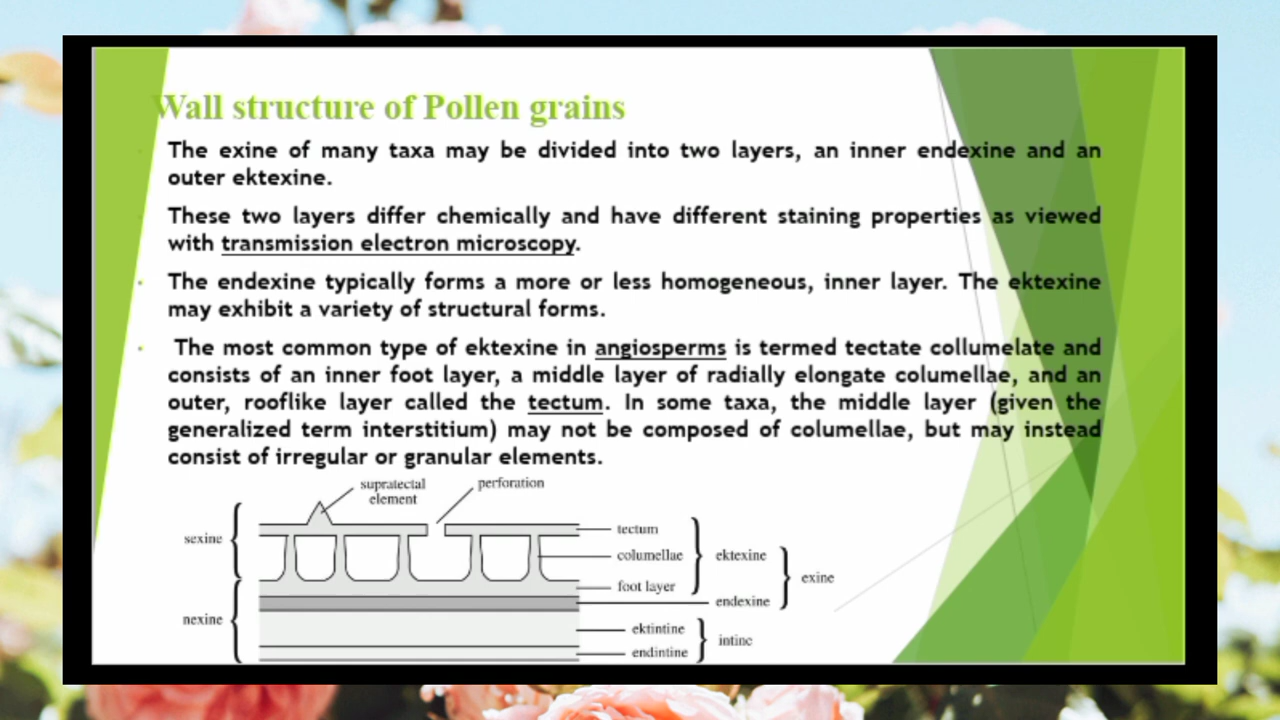 Wall structure of Pollen grains
The exine of many taxa may be divided into two layers, an inner endexine and an
outer ektexine.
These two layers differ chemically and have different staining properties as viewed
with transmission electron microscopy.
The endexine typically forms a more or less homogeneous, inner layer. The ektexine
may exhibit a variety of structural forms.
The most common type of ektexine in angiosperms is termed tectate collumelate and
consists of an inner foot layer, a middle layer of radially elongate columellae, and an
outer, rooflike layer called the tectum. In some taxa, the middle layer (given the
generalized term interstitium) may not be composed of columellae, but may instead
consist of irregular or granular elements.
supratectal
element
perforation
sexine
tectum
columellae
ektexine
foot layer
exine
endexine
nexine
ektintine
intine
endintine